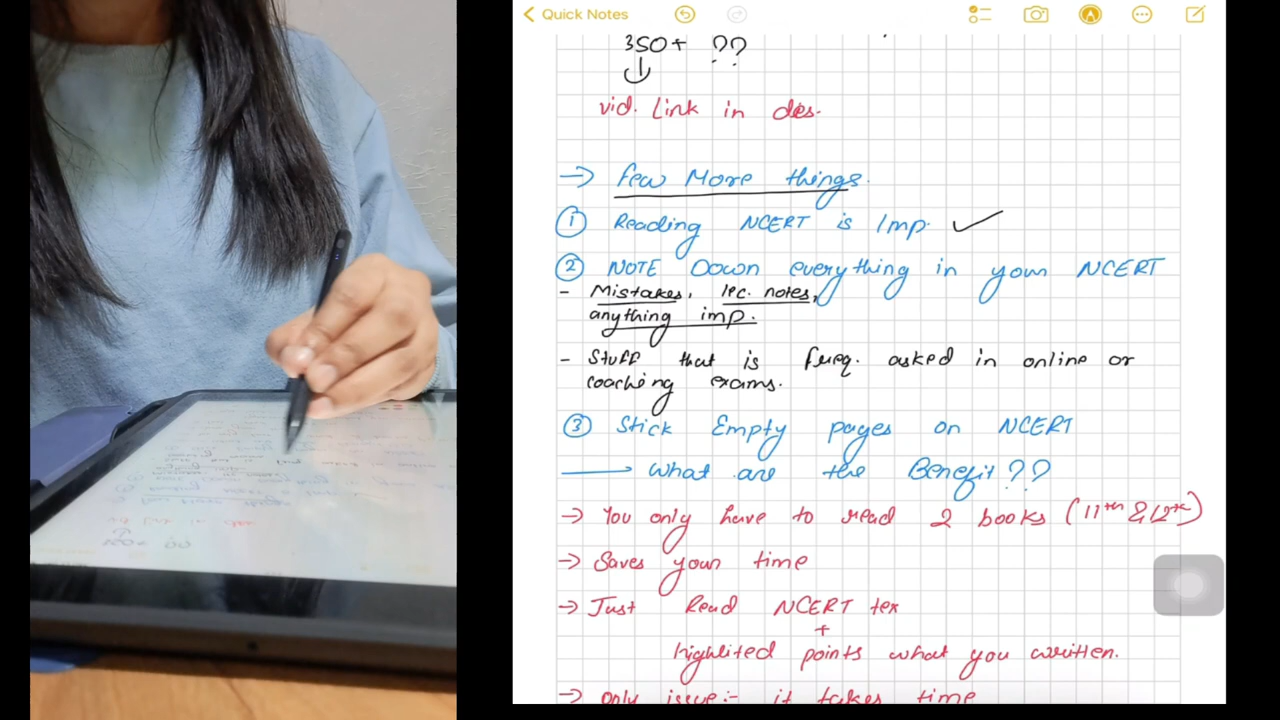 Quick Notes
350+ ??
vid. Link in des.
→ Few More things.
① Reading NCERT is Imp. ✓
② NOTE Down everything in your NCERT
- Mistakes, lec. notes,
anything imp.
- Stuff that is freq. asked in online or
coaching exams.
③ Stick Empty pages on NCERT
What are the Benefit??
→ You only have to read 2 books (11th & 12th)
→ Saves your time
→ Just Read NCERT tex
+
highlited points what you written.
→ only issue:- it takes time